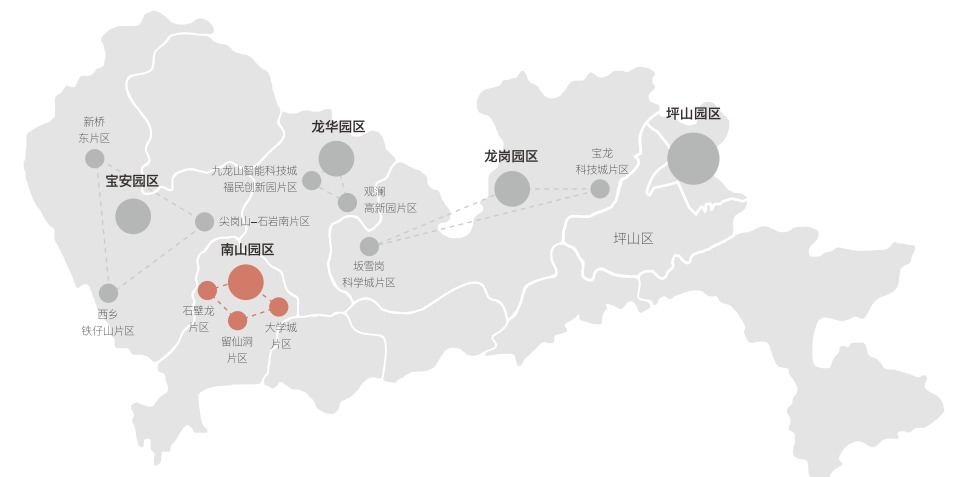 新桥
东片区
宝安园区
尖岗山—石岩南片区
西乡
铁仔山片区
南山园区
石壁龙
片区
留仙洞
片区
大学城
片区
龙华园区
九龙山智能科技城
福民创新园片区
观澜
高新园片区
坂雪岗
科学城片区
龙岗园区
宝龙
科技城片区
坪山园区
坪山区